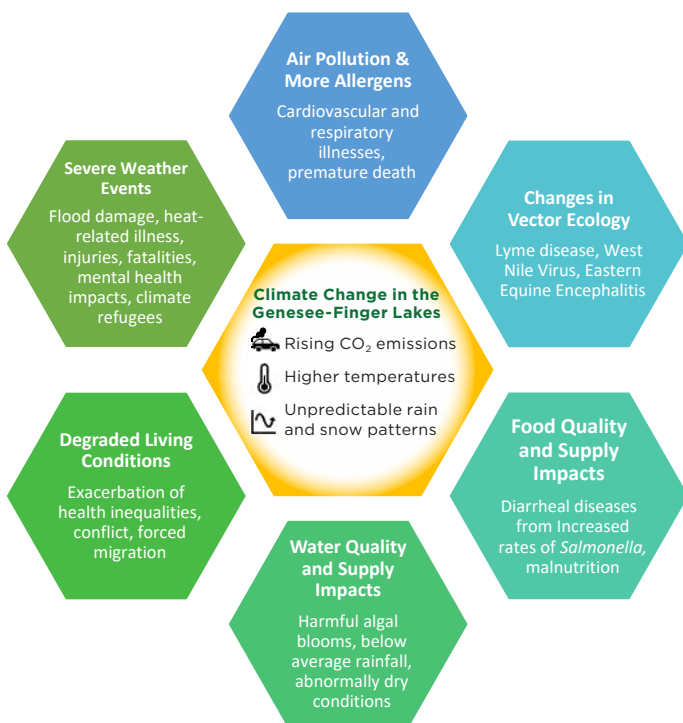 Air Pollution &
More Allergens
Cardiovascular and
respiratory
illnesses,
premature death
Changes in
Vector Ecology
Lyme disease, West
Nile Virus, Eastern
Equine Encephalitis
Food Quality
and Supply
Impacts
Diarrheal diseases
from Increased
rates of Salmonella,
malnutrition
Water Quality
and Supply
Impacts
Harmful algal
blooms, below
average rainfall,
abnormally dry
conditions
Degraded Living
Conditions
Exacerbation of
health inequalities,
conflict, forced
migration
Severe Weather
Events
Flood damage, heat-
related illness,
injuries, fatalities,
mental health
impacts, climate
refugees
Climate Change in the
Genesee-Finger Lakes
Rising CO₂ emissions
Higher temperatures
Unpredictable rain
and snow patterns